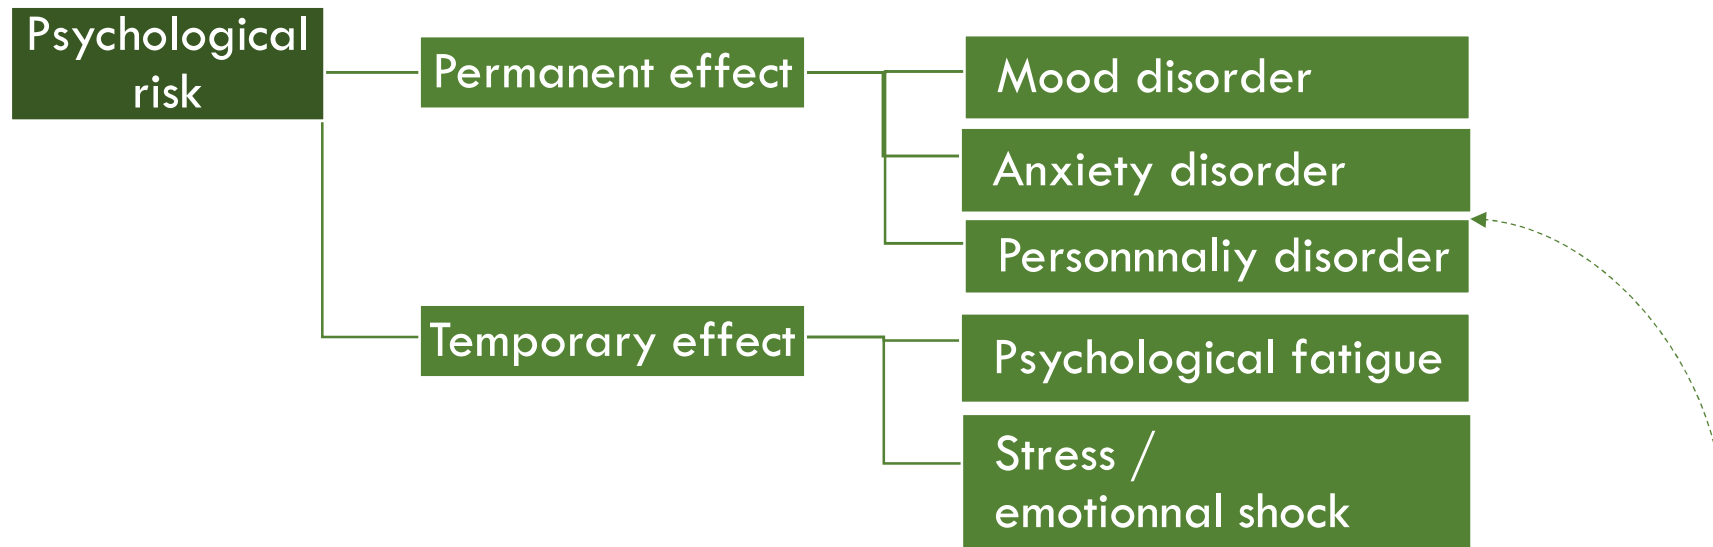 Psychological
risk
Permanent effect
Mood disorder
Anxiety disorder
Personnnaliy disorder
Temporary effect
Psychological fatigue
Stress /
emotionnal shock